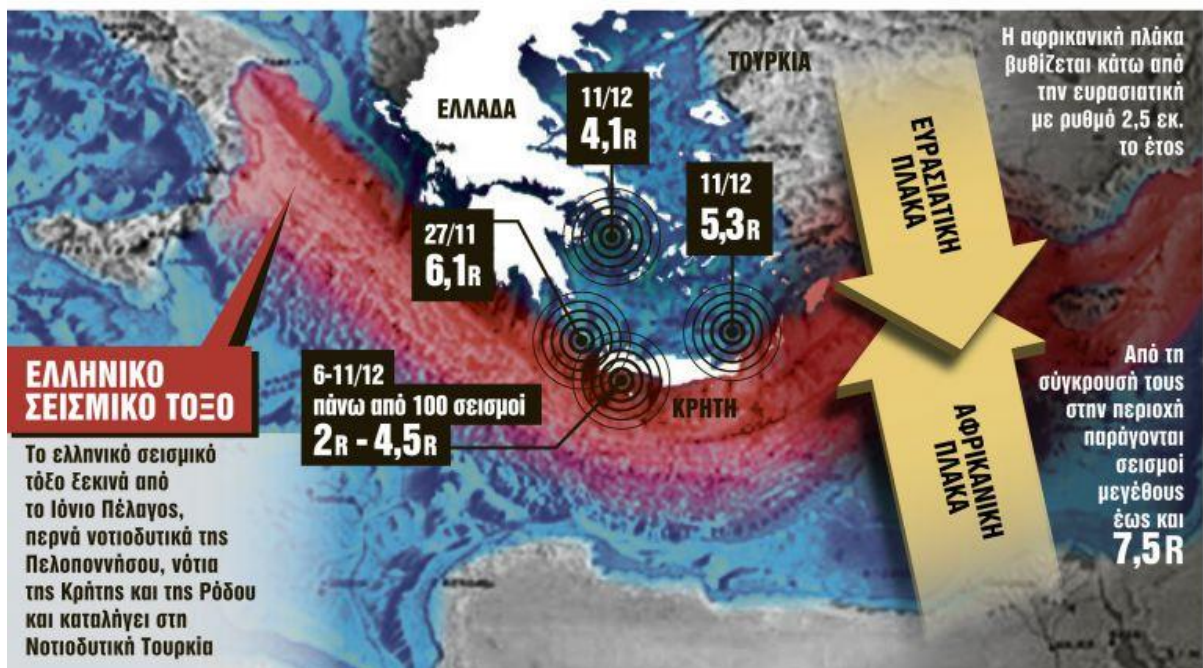 ΕΛΛΑΔΑ
ΤΟΥΡΚΙΑ
11/12
4,1R
11/12
5,3R
27/11
6,1R
6-11/12
πάνω από 100 σεισμοί
2R - 4,5R
ΚΡΗΤΗ
ΕΛΛΗΝΙΚΟ
ΣΕΙΣΜΙΚΟ ΤΟΞΟ
Το ελληνικό σεισμικό
τόξο ξεκινά από
το Ιόνιο Πέλαγος,
περνά νοτιοδυτικά της
Πελοποννήσου, νότια
της Κρήτης και της Ρόδου
και καταλήγει στη
Νοτιοδυτική Τουρκία
Η αφρικανική πλάκα
βυθίζεται κάτω από
την ευρασιατική
με ρυθμό 2,5 εκ.
το έτος
ΕΥΡΑΣΙΑΤΙΚΗ
ΠΛΑΚΑ
ΑΦΡΙΚΑΝΙΚΗ
ΠΛΑΚΑ
Από τη
σύγκρουσή τους
στην περιοχή
παράγονται
σεισμοί
μεγέθους
έως και
7,5R